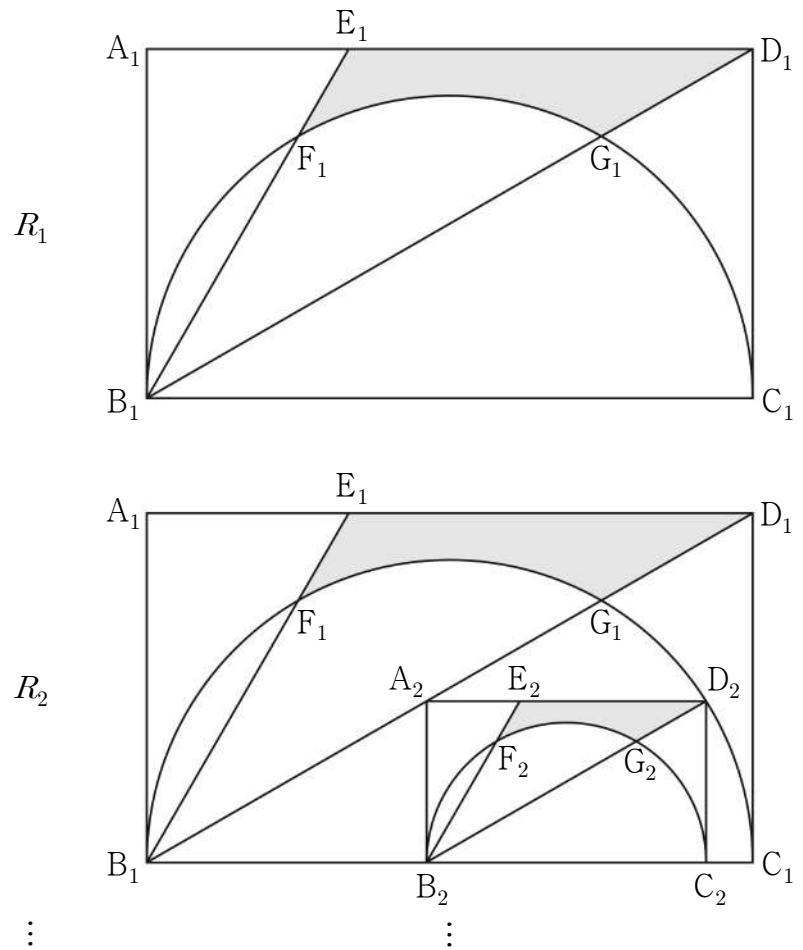 E₁
A₁ D₁
F₁ G₁
R₁
B₁ C₁
E₁
A₁ D₁
F₁ G₁
A₂ E₂ D₂
R₂
F₂ G₂
B₁ B₂ C₂ C₁
⋮ ⋮